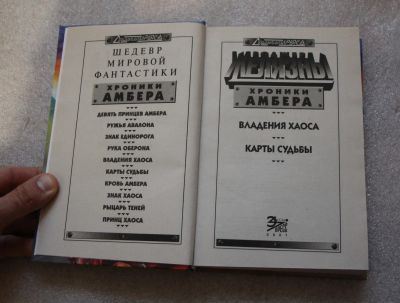 ШЕДЕВР
МИРОВОЙ
ФАНТАСТИКИ
ХРОНИКИ
АМБЕРА
ДЕВЯТЬ ПРИНЦЕВ АМБЕРА
РУЖЬЯ АВАЛОНА
ЗНАК ЕДИНОРОГА
РУКА ОБЕРОНА
ВЛАДЕНИЯ ХАОСА
КАРТЫ СУДЬБЫ
КРОВЬ АМБЕРА
ЗНАК ХАОСА
РЫЦАРЬ ТЕНЕЙ
ПРИНЦ ХАОСА
ЖЕЛЯЗНЫ
ХРОНИКИ
АМБЕРА
ВЛАДЕНИЯ ХАОСА
КАРТЫ СУДЬБЫ